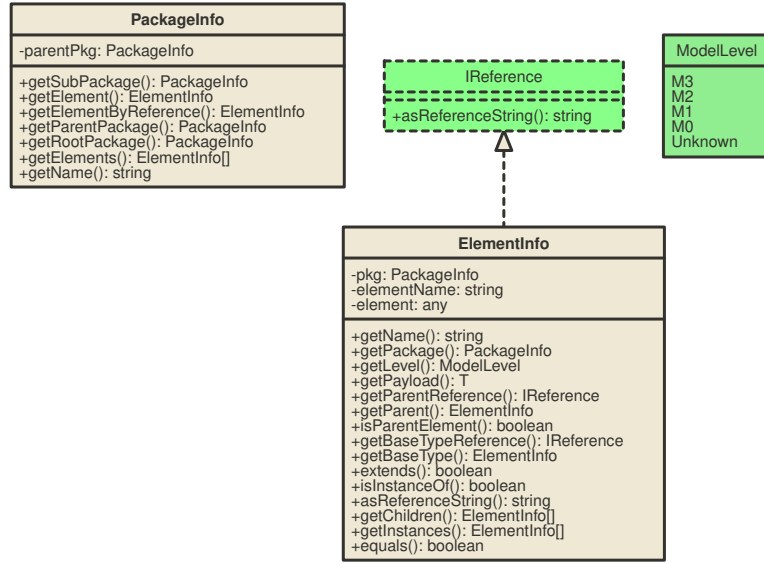 PackageInfo
-parentPkg: PackageInfo
+getSubPackage(): PackageInfo
+getElement(): ElementInfo
+getElementByReference(): ElementInfo
+getParentPackage(): PackageInfo
+getRootPackage(): PackageInfo
+getElements(): ElementInfo[]
+getName(): string
IReference
+asReferenceString(): string
ModelLevel
M3
M2
M1
M0
Unknown
ElementInfo
-pkg: PackageInfo
-elementName: string
-element: any
+getName(): string
+getPackage(): PackageInfo
+getLevel(): ModelLevel
+getPayload(): T
+getParentReference(): IReference
+getParent(): ElementInfo
+isParentElement(): boolean
+getBaseTypeReference(): IReference
+getBaseType(): ElementInfo
+extends(): boolean
+isInstanceOf(): boolean
+asReferenceString(): string
+getChildren(): ElementInfo[]
+getInstances(): ElementInfo[]
+equals(): boolean